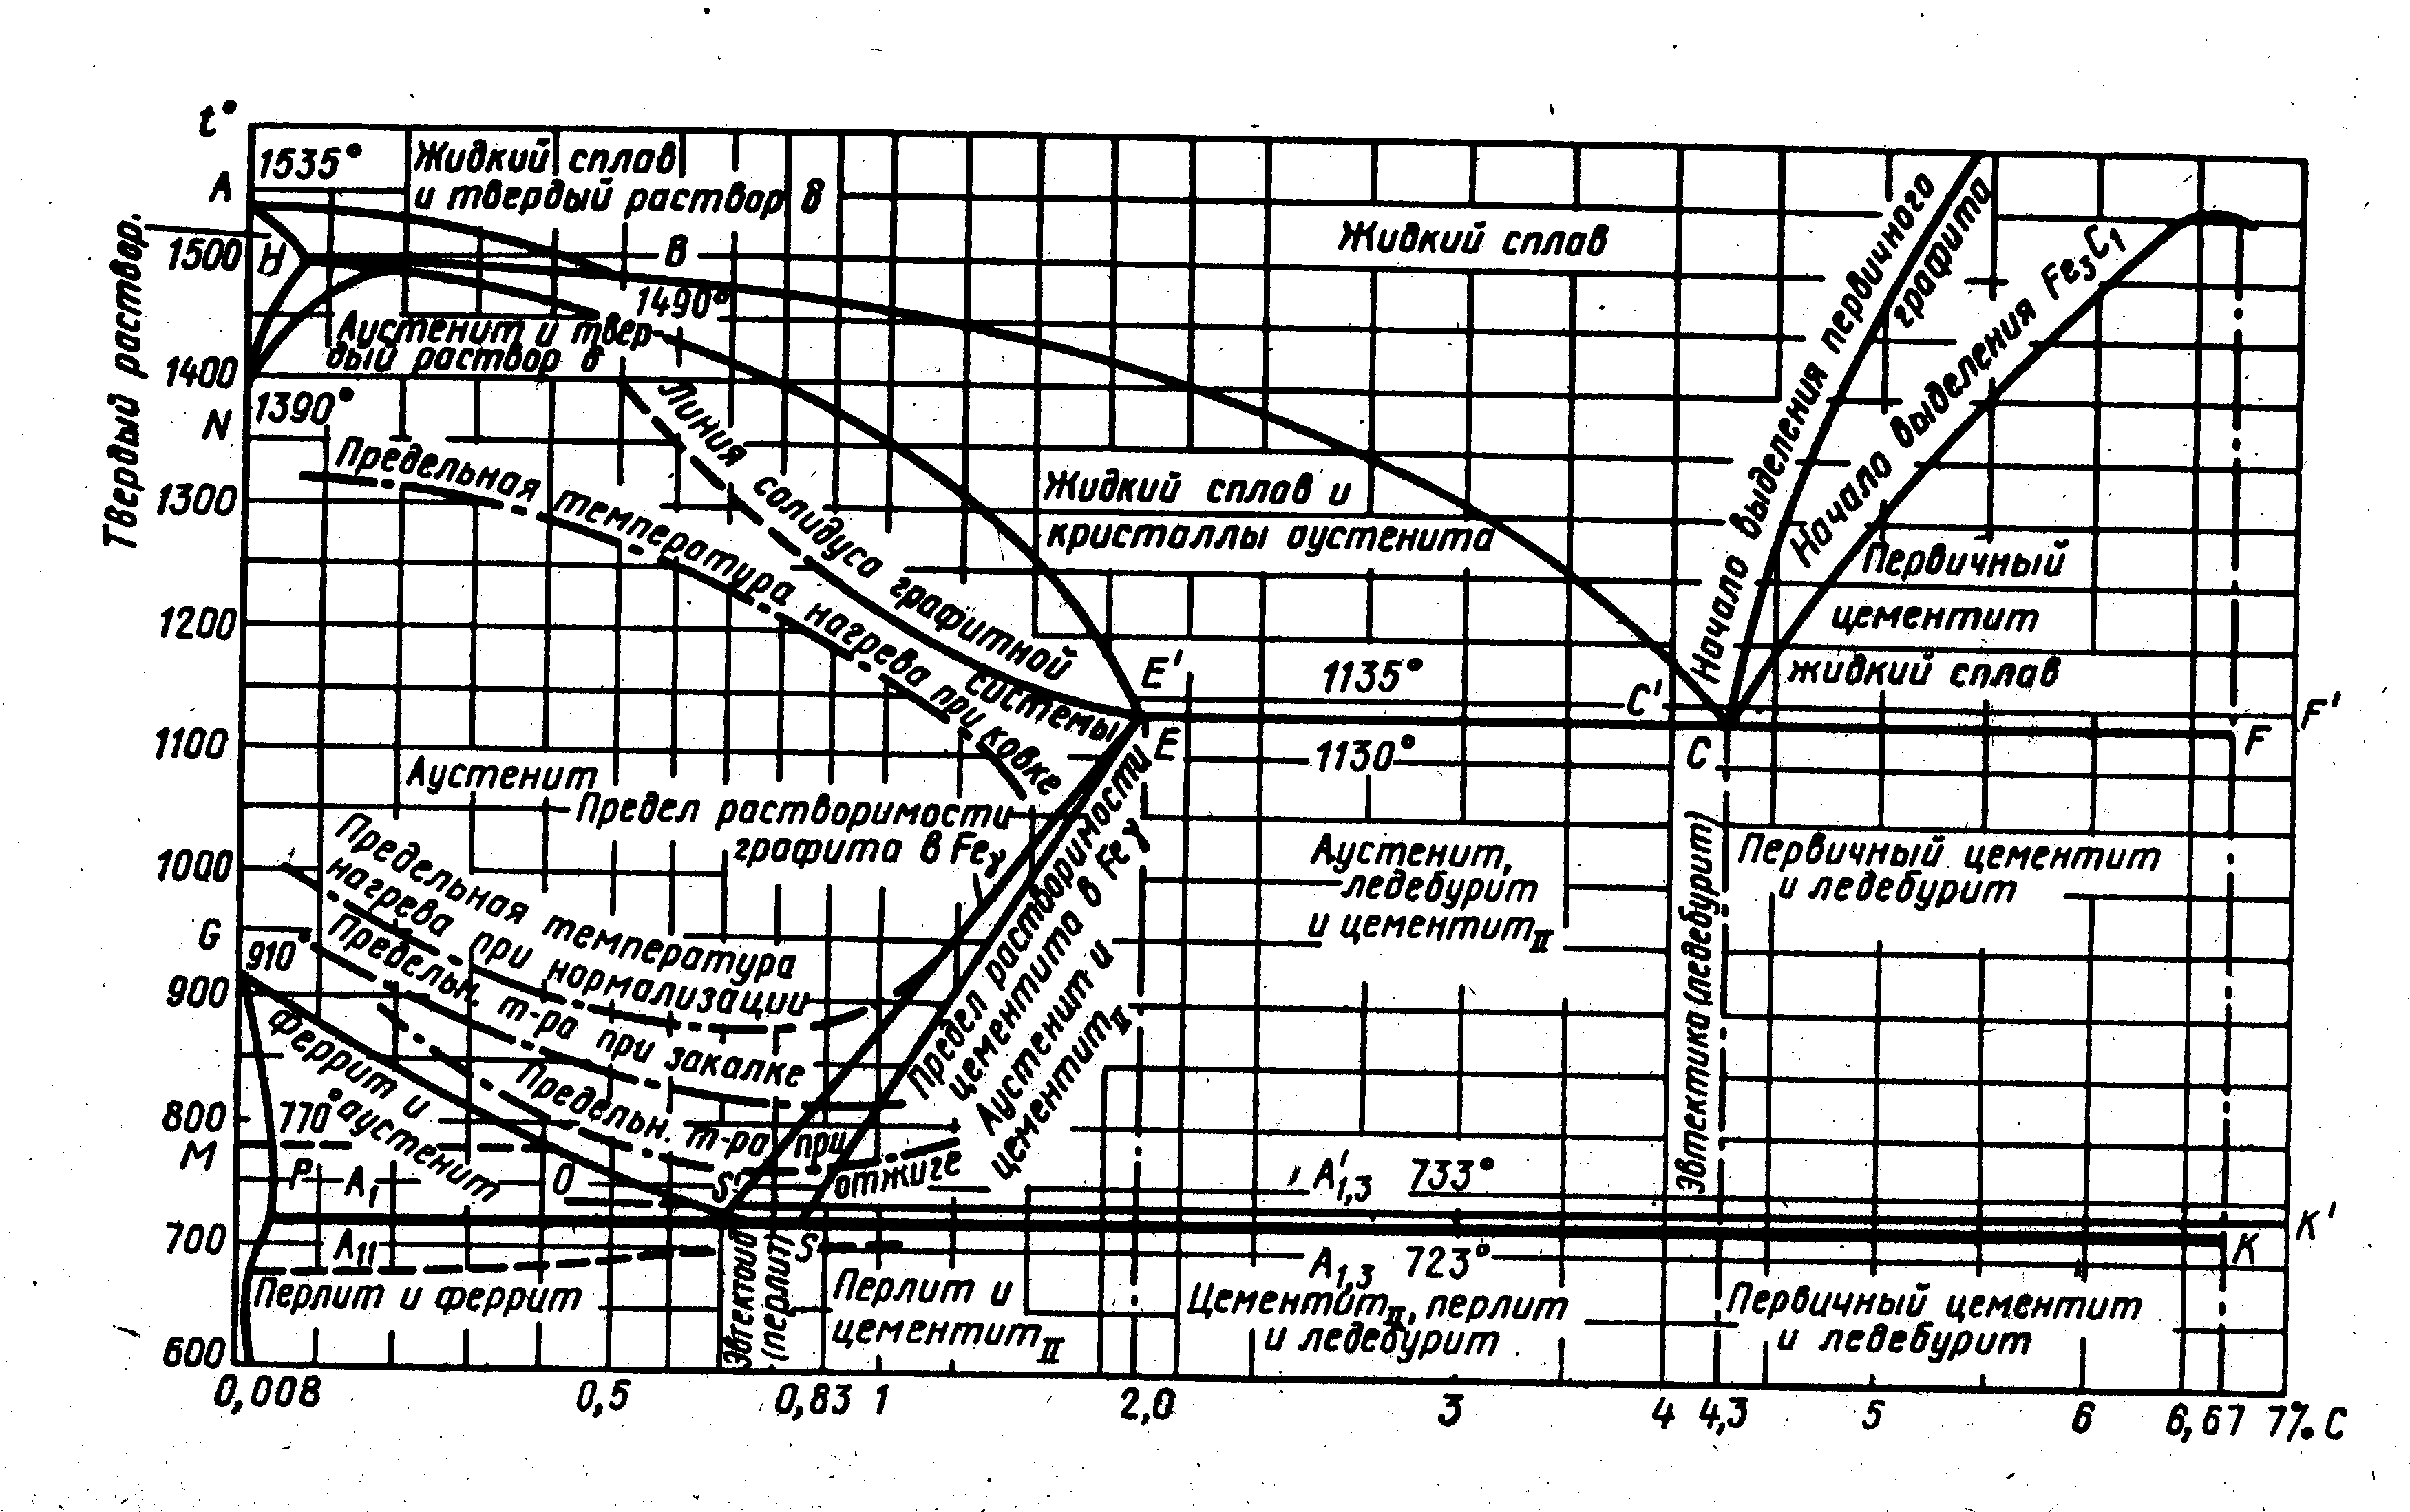 t°
1535°
Жидкий сплав
и твердый раствор δ
A
Твердый раствор.
1500
H
B
Жидкий сплав
1490°
Аустенит и твер-
дый раствор δ
1400
1390°
N
Линия солидуса графитной
системы
Предельная температура нагрева при ковке
1300
Жидкий сплав и
кристаллы аустенита
Начало выделения первичного
графита
Начало выделения Fe3C1
Первичный
цементит
жидкий сплав
1200
E'
1135°
C'
F'
1100
E
1130°
C
F
Аустенит
Предел растворимости
графита в Feγ
Предел растворимости
цементита в Feγ
Аустенит и
цементитII
Аустенит,
ледебурит
и цементитII
Эвтектика (ледебурит)
Первичный цементит
и ледебурит
1000
Предельная температура
нагрева при нормализации
G
910°
Предельн. т-ра при закалке
900
Феррит и
аустенит
Предельн. т-ра при
отжиге
800
770°
M
P
A1
O
S'
A'1,3 733°
K'
700
A11
S
A1,3 723°
K
Перлит и феррит
Эвтектоид
(перлит)
Перлит и
цементитII
ЦементитII, перлит
и ледебурит
Первичный цементит
и ледебурит
600
0,008 0,5 0,83 1 2,0 3 4 4,3 5 6 6,67 7% C